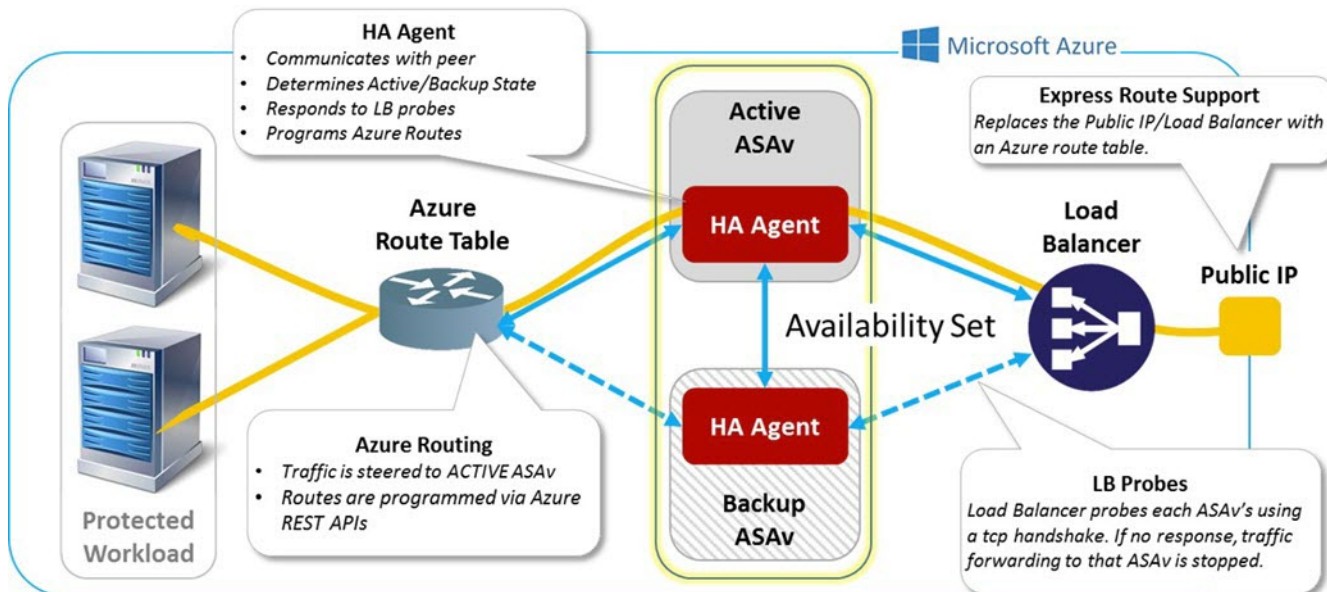 HA Agent
• Communicates with peer
• Determines Active/Backup State
• Responds to LB probes
• Programs Azure Routes
Microsoft Azure
Express Route Support
Replaces the Public IP/Load Balancer with
an Azure route table.
Active
ASAv
HA Agent
Azure
Route Table
Load
Balancer
Public IP
Availability Set
HA Agent
Backup
ASAv
Azure Routing
• Traffic is steered to ACTIVE ASAv
• Routes are programmed via Azure
REST APIs
Protected
Workload
LB Probes
Load Balancer probes each ASAv's using
a tcp handshake. If no response, traffic
forwarding to that ASAv is stopped.